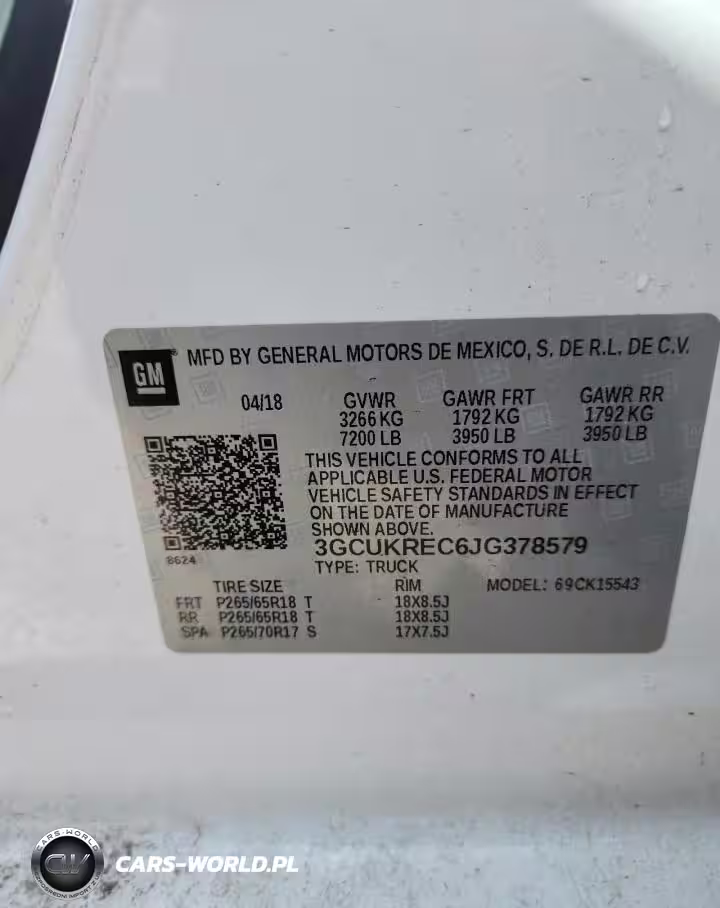 GM® MFD BY GENERAL MOTORS DE MEXICO, S. DE R.L. DE C.V.
04/18 GVWR GAWR FRT GAWR RR
3266 KG 1792 KG 1792 KG
7200 LB 3950 LB 3950 LB
THIS VEHICLE CONFORMS TO ALL
APPLICABLE U.S. FEDERAL MOTOR
VEHICLE SAFETY STANDARDS IN EFFECT
ON THE DATE OF MANUFACTURE
SHOWN ABOVE.
8624
3GCUKREC6JG378579
TYPE: TRUCK
TIRE SIZE RIM MODEL: 69CK15543
FRT P265/65R18 T 18X8.5J
RR P265/65R18 T 18X8.5J
SPA P265/70R17 S 17X7.5J
CARS-WORLD
CARS-WORLD.PL